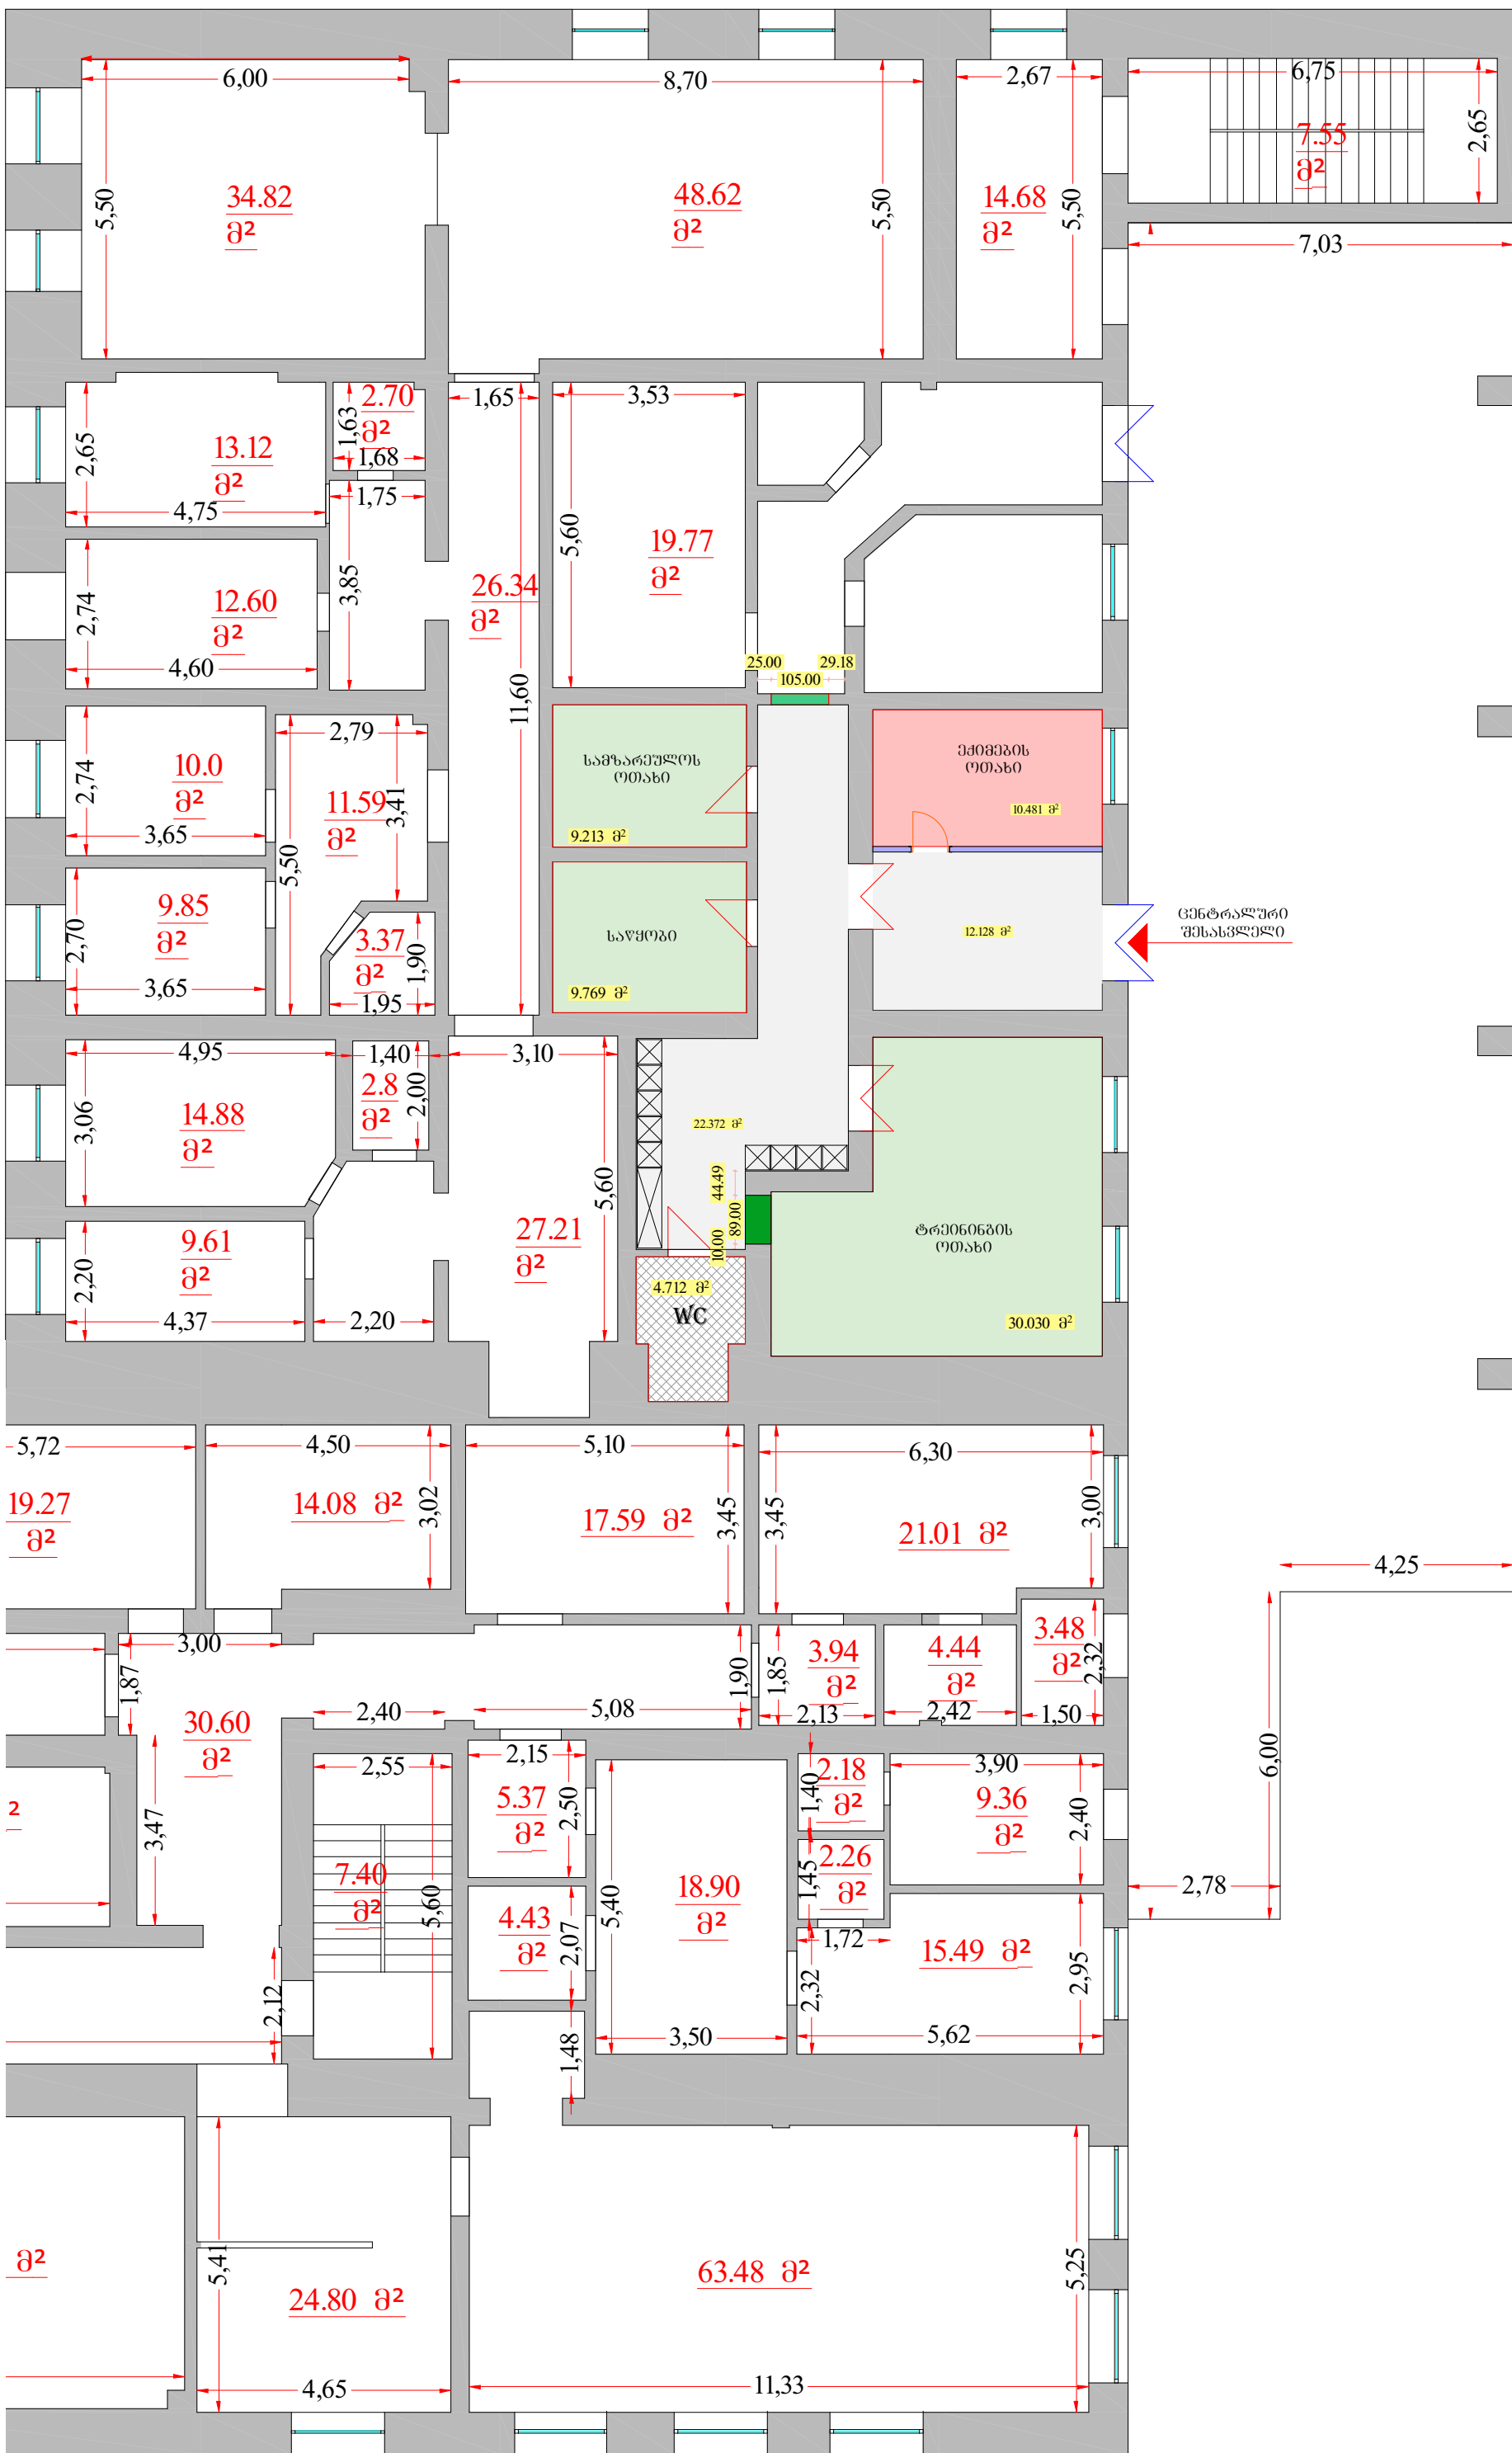 6,00
8,70
2,67
6,75
7.55
მ²
2,65
34.82
მ²
5,50
48.62
მ²
5,50
14.68
მ²
5,50
7,03
2.70
მ²
1,63
1,68
1,65
3,53
13.12
მ²
2,65
4,75
1,75
3,85
12.60
მ²
2,74
4,60
26.34
მ²
11,60
5,60
19.77
მ²
25.00
29.18
105.00
10.0
მ²
2,74
3,65
2,79
11.59
მ²
3,41
5,50
სამზარეულოს
ოთახი
9.213 მ²
ექიმების
ოთახი
10.481 მ²
9.85
მ²
2,70
3,65
3.37
მ²
1,90
1,95
საწყობი
9.769 მ²
12.128 მ²
ცენტრალური
შესასვლელი
4,95
14.88
მ²
3,06
1,40
2.8
მ²
2,00
3,10
27.21
მ²
5,60
22.372 მ²
44.49
89.00
10.00
9.61
მ²
2,20
4,37
2,20
4.712 მ²
WC
ტრეინინგის
ოთახი
30.030 მ²
5,72
19.27
მ²
4,50
14.08 მ²
3,02
5,10
17.59 მ²
3,45
6,30
3,45
21.01 მ²
3,00
4,25
3,00
1,87
30.60
მ²
3,47
2,40
5,08
1,90
1,85
3.94
მ²
2,13
4.44
მ²
2,42
3.48
მ²
2,32
1,50
6,00
2,78
²
2,55
7.40
მ²
5,60
2,15
5.37
მ²
2,50
4.43
მ²
2,07
18.90
მ²
5,40
3,50
2.18
მ²
1,40
2.26
მ²
1,45
3,90
9.36
მ²
2,40
1,72
15.49 მ²
2,32
5,62
2,95
2,12
1,48
მ²
5,41
24.80 მ²
4,65
63.48 მ²
5,25
11,33